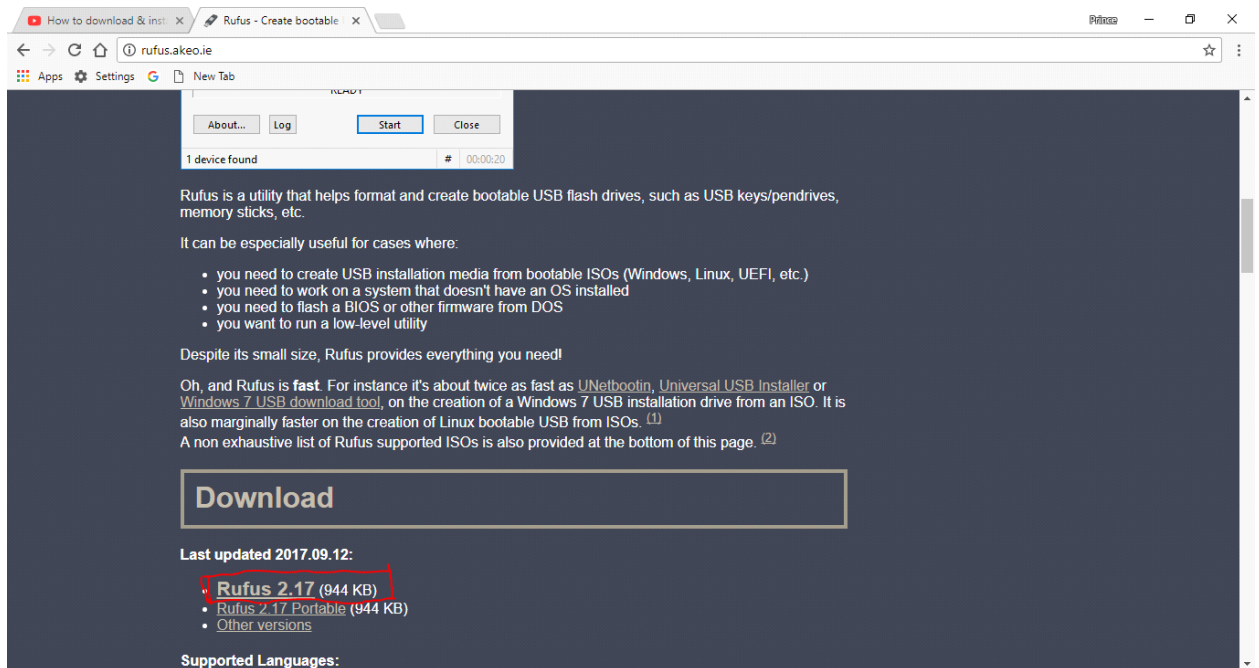 How to download & inst
Rufus - Create bootable
Prince
rufus.akeo.ie
Apps Settings G New Tab
READY
About... Log Start Close
1 device found # 00:00:20
Rufus is a utility that helps format and create bootable USB flash drives, such as USB keys/pendrives,
memory sticks, etc.
It can be especially useful for cases where:
• you need to create USB installation media from bootable ISOs (Windows, Linux, UEFI, etc.)
• you need to work on a system that doesn't have an OS installed
• you need to flash a BIOS or other firmware from DOS
• you want to run a low-level utility
Despite its small size, Rufus provides everything you need!
Oh, and Rufus is fast. For instance it's about twice as fast as UNetbootin, Universal USB Installer or
Windows 7 USB download tool, on the creation of a Windows 7 USB installation drive from an ISO. It is
also marginally faster on the creation of Linux bootable USB from ISOs. (1)
A non exhaustive list of Rufus supported ISOs is also provided at the bottom of this page. (2)
Download
Last updated 2017.09.12:
• Rufus 2.17 (944 KB)
• Rufus 2.17 Portable (944 KB)
• Other versions
Supported Languages: